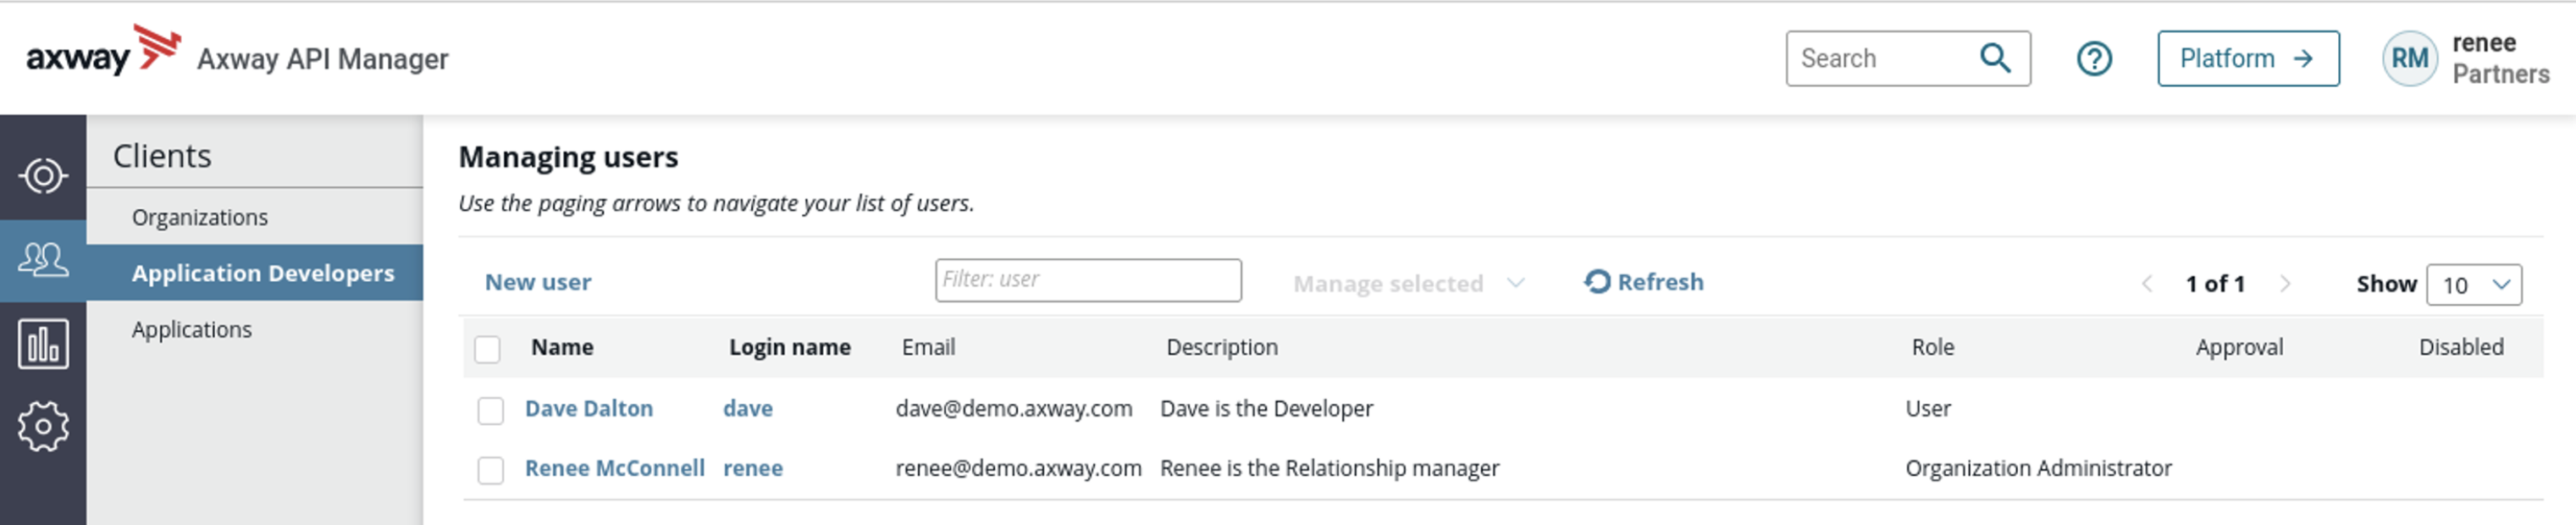 axway Axway API Manager Search Platform → RM renee
Partners
Clients
Organizations
Application Developers
Applications
Managing users
Use the paging arrows to navigate your list of users.
New user Filter: user Manage selected Refresh 1 of 1 Show 10
Name Login name Email Description Role Approval Disabled
Dave Dalton dave dave@demo.axway.com Dave is the Developer User
Renee McConnell renee renee@demo.axway.com Renee is the Relationship manager Organization Administrator